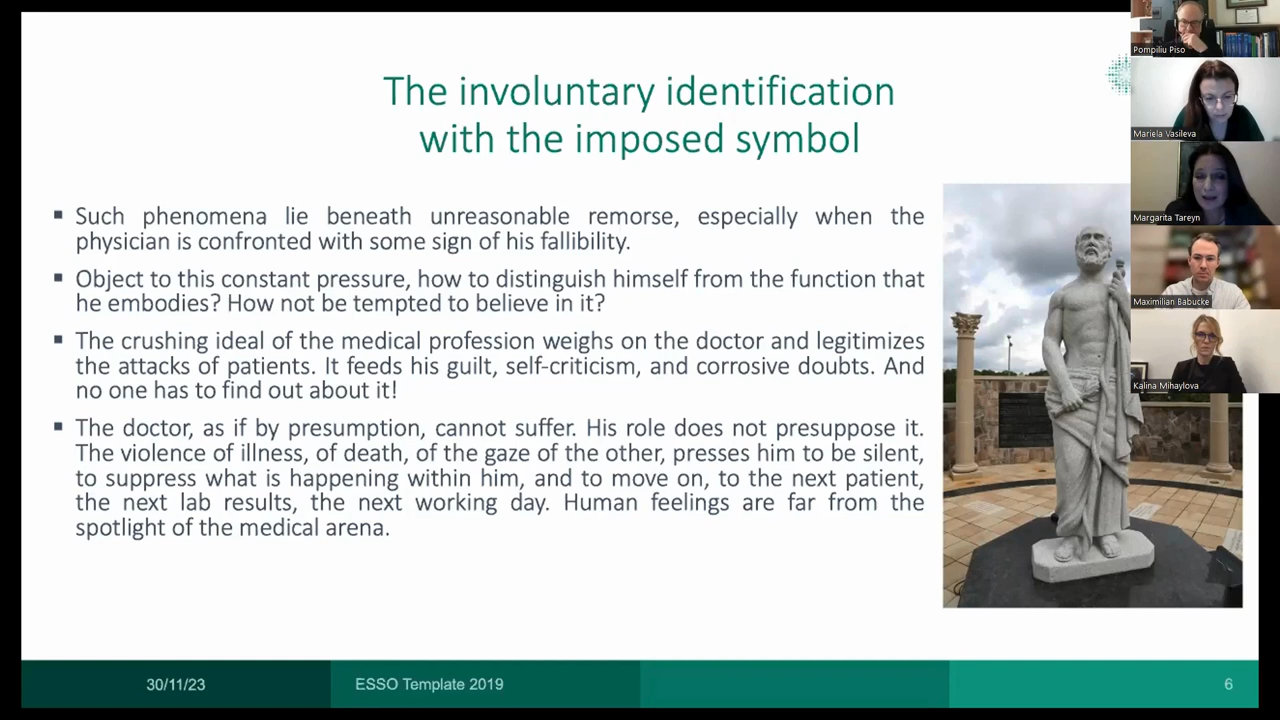 The involuntary identification
with the imposed symbol
▪ Such phenomena lie beneath unreasonable remorse, especially when the
physician is confronted with some sign of his fallibility.
▪ Object to this constant pressure, how to distinguish himself from the function that
he embodies? How not be tempted to believe in it?
▪ The crushing ideal of the medical profession weighs on the doctor and legitimizes
the attacks of patients. It feeds his guilt, self-criticism, and corrosive doubts. And
no one has to find out about it!
▪ The doctor, as if by presumption, cannot suffer. His role does not presuppose it.
The violence of illness, of death, of the gaze of the other, presses him to be silent,
to suppress what is happening within him, and to move on, to the next patient,
the next lab results, the next working day. Human feelings are far from the
spotlight of the medical arena.
30/11/23
ESSO Template 2019
6
Pompiliu Piso
Mariela Vasileva
Margarita Tareyn
Maximilian Babucke
Kalina Mihaylova